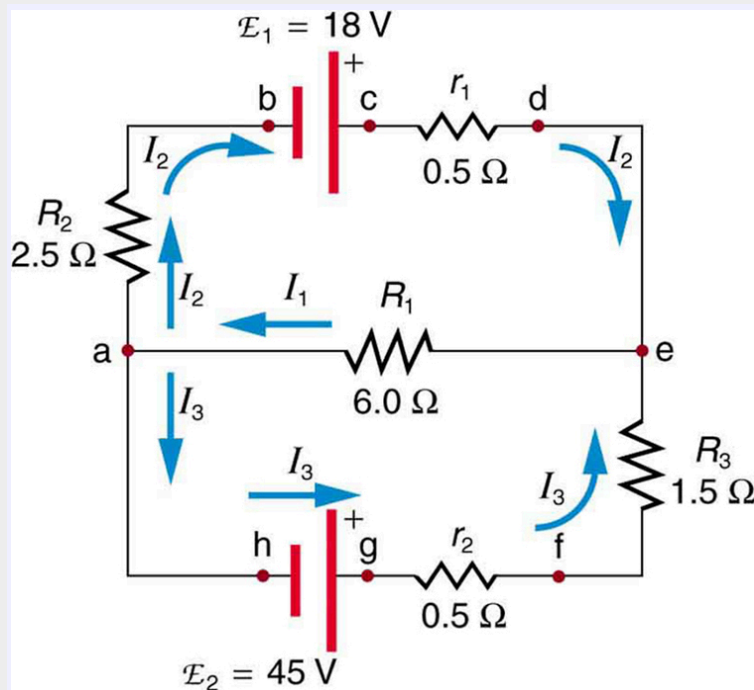 ℰ₁ = 18 V
+
b
c
r₁
d
0.5 Ω
I₂
I₂
R₂
2.5 Ω
I₂
I₁
R₁
a
e
6.0 Ω
I₃
I₃
I₃
R₃
1.5 Ω
+
h
g
r₂
f
0.5 Ω
ℰ₂ = 45 V